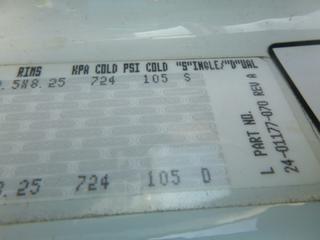 RIMS KPA COLD PSI COLD "S"INGLE/"D"UAL
.5X8.25 724 105 S
.25 724 105 D
L PART NO.
24-01177-070 REV A